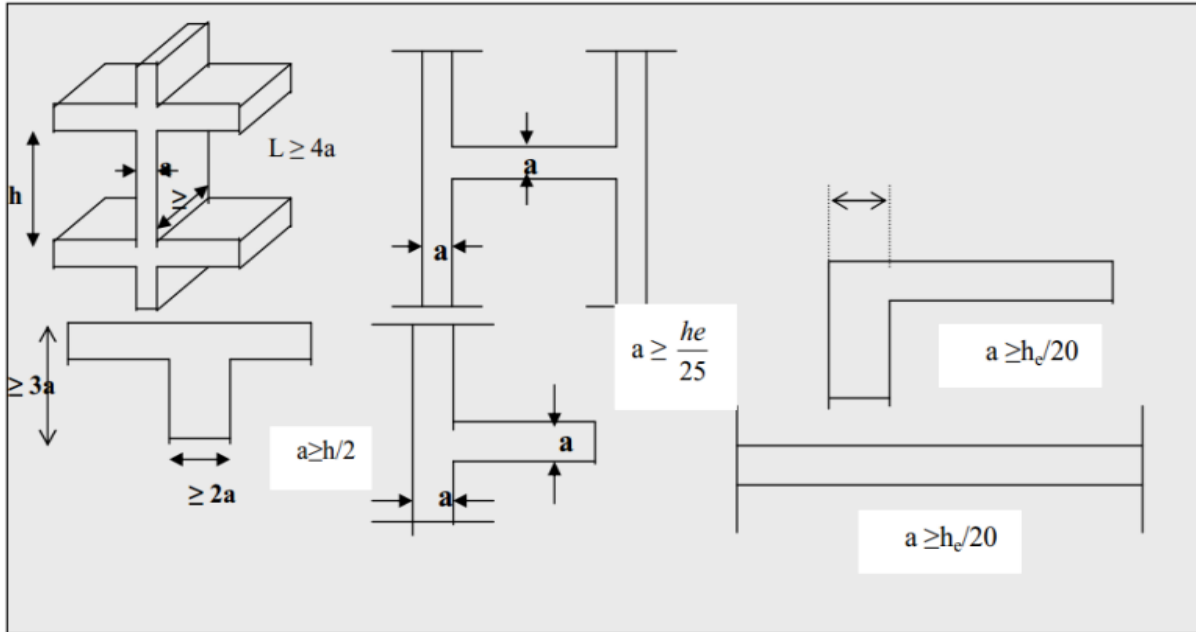 L ≥ 4a
a
h
≥
a
a
≥ 3a
≥ 2a
a≥h/2
a
a
a ≥ he/25
a ≥he/20
a ≥he/20